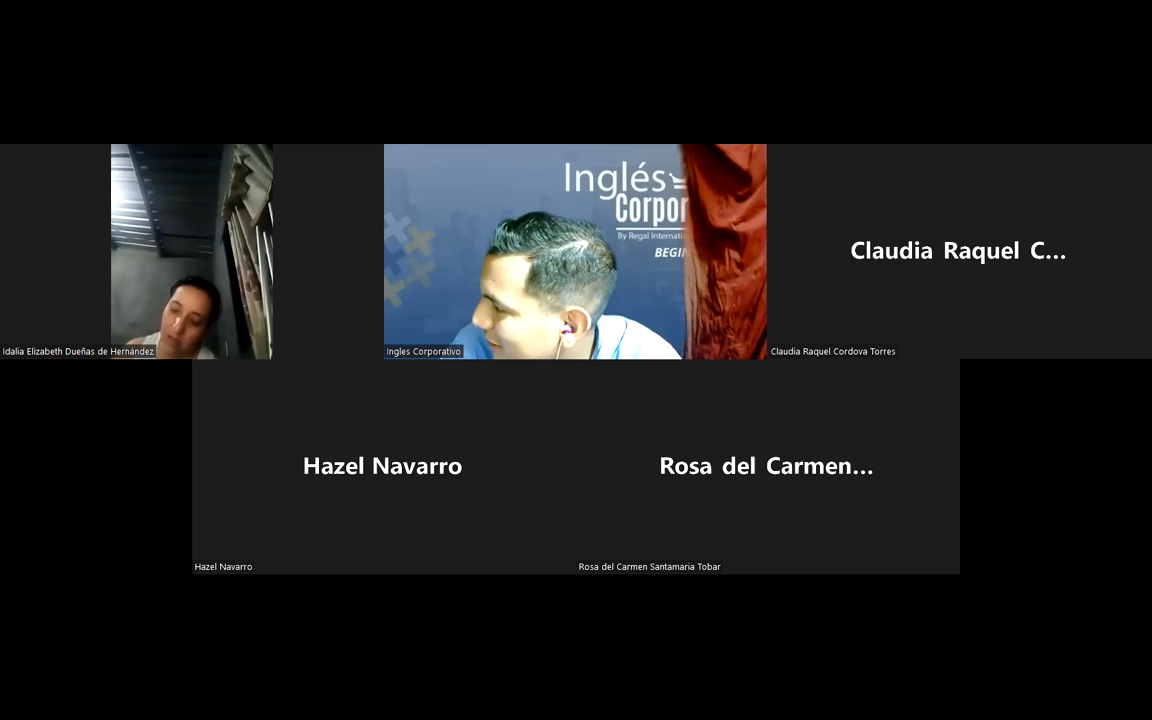 Inglés
Corpor
By Regal Internati
BEGIN
Claudia Raquel C...
Idalia Elizabeth Dueñas de Hernández
Ingles Corporativo
Claudia Raquel Cordova Torres
Hazel Navarro
Rosa del Carmen...
Hazel Navarro
Rosa del Carmen Santamaria Tobar